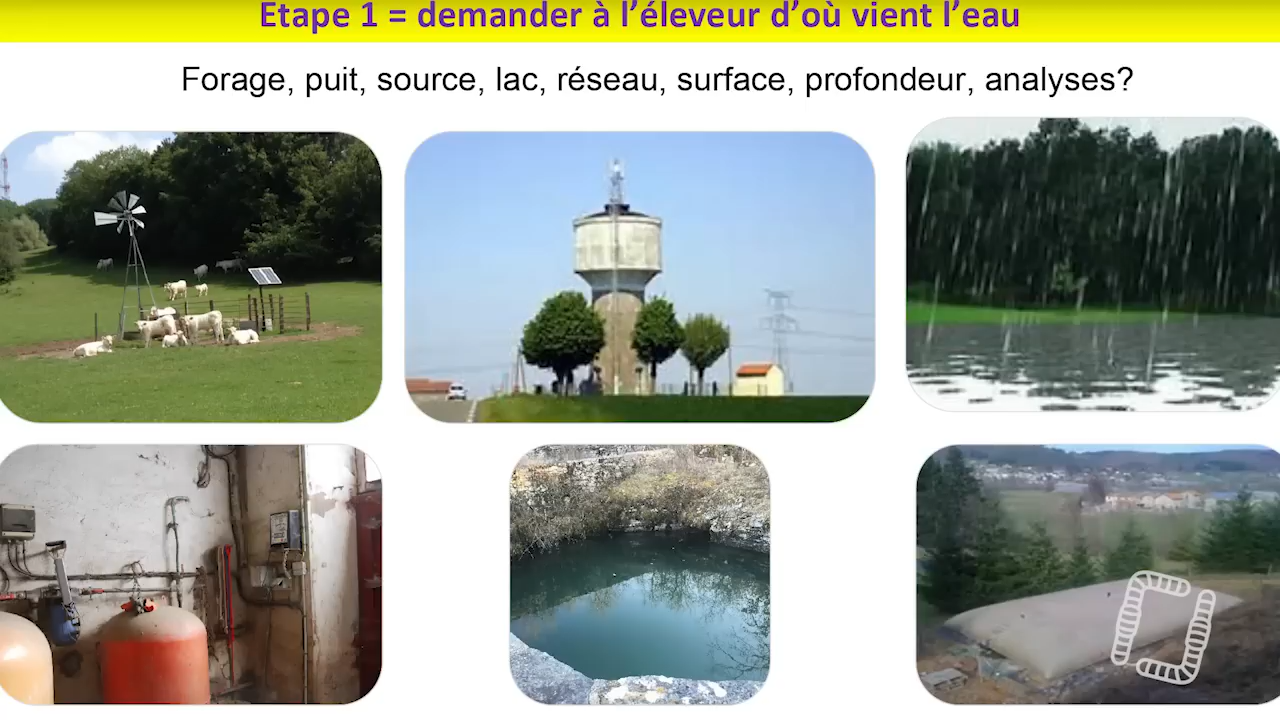 Etape 1 = demander à l’éleveur d’où vient l’eau
Forage, puit, source, lac, réseau, surface, profondeur, analyses?